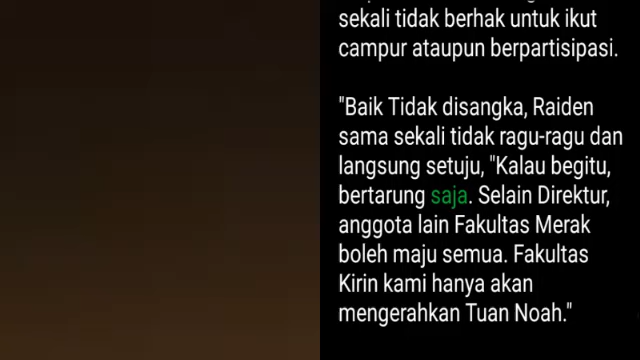 sekali tidak berhak untuk ikut
campur ataupun berpartisipasi.
"Baik Tidak disangka, Raiden
sama sekali tidak ragu-ragu dan
langsung setuju, "Kalau begitu,
bertarung saja. Selain Direktur,
anggota lain Fakultas Merak
boleh maju semua. Fakultas
Kirin kami hanya akan
mengerahkan Tuan Noah."